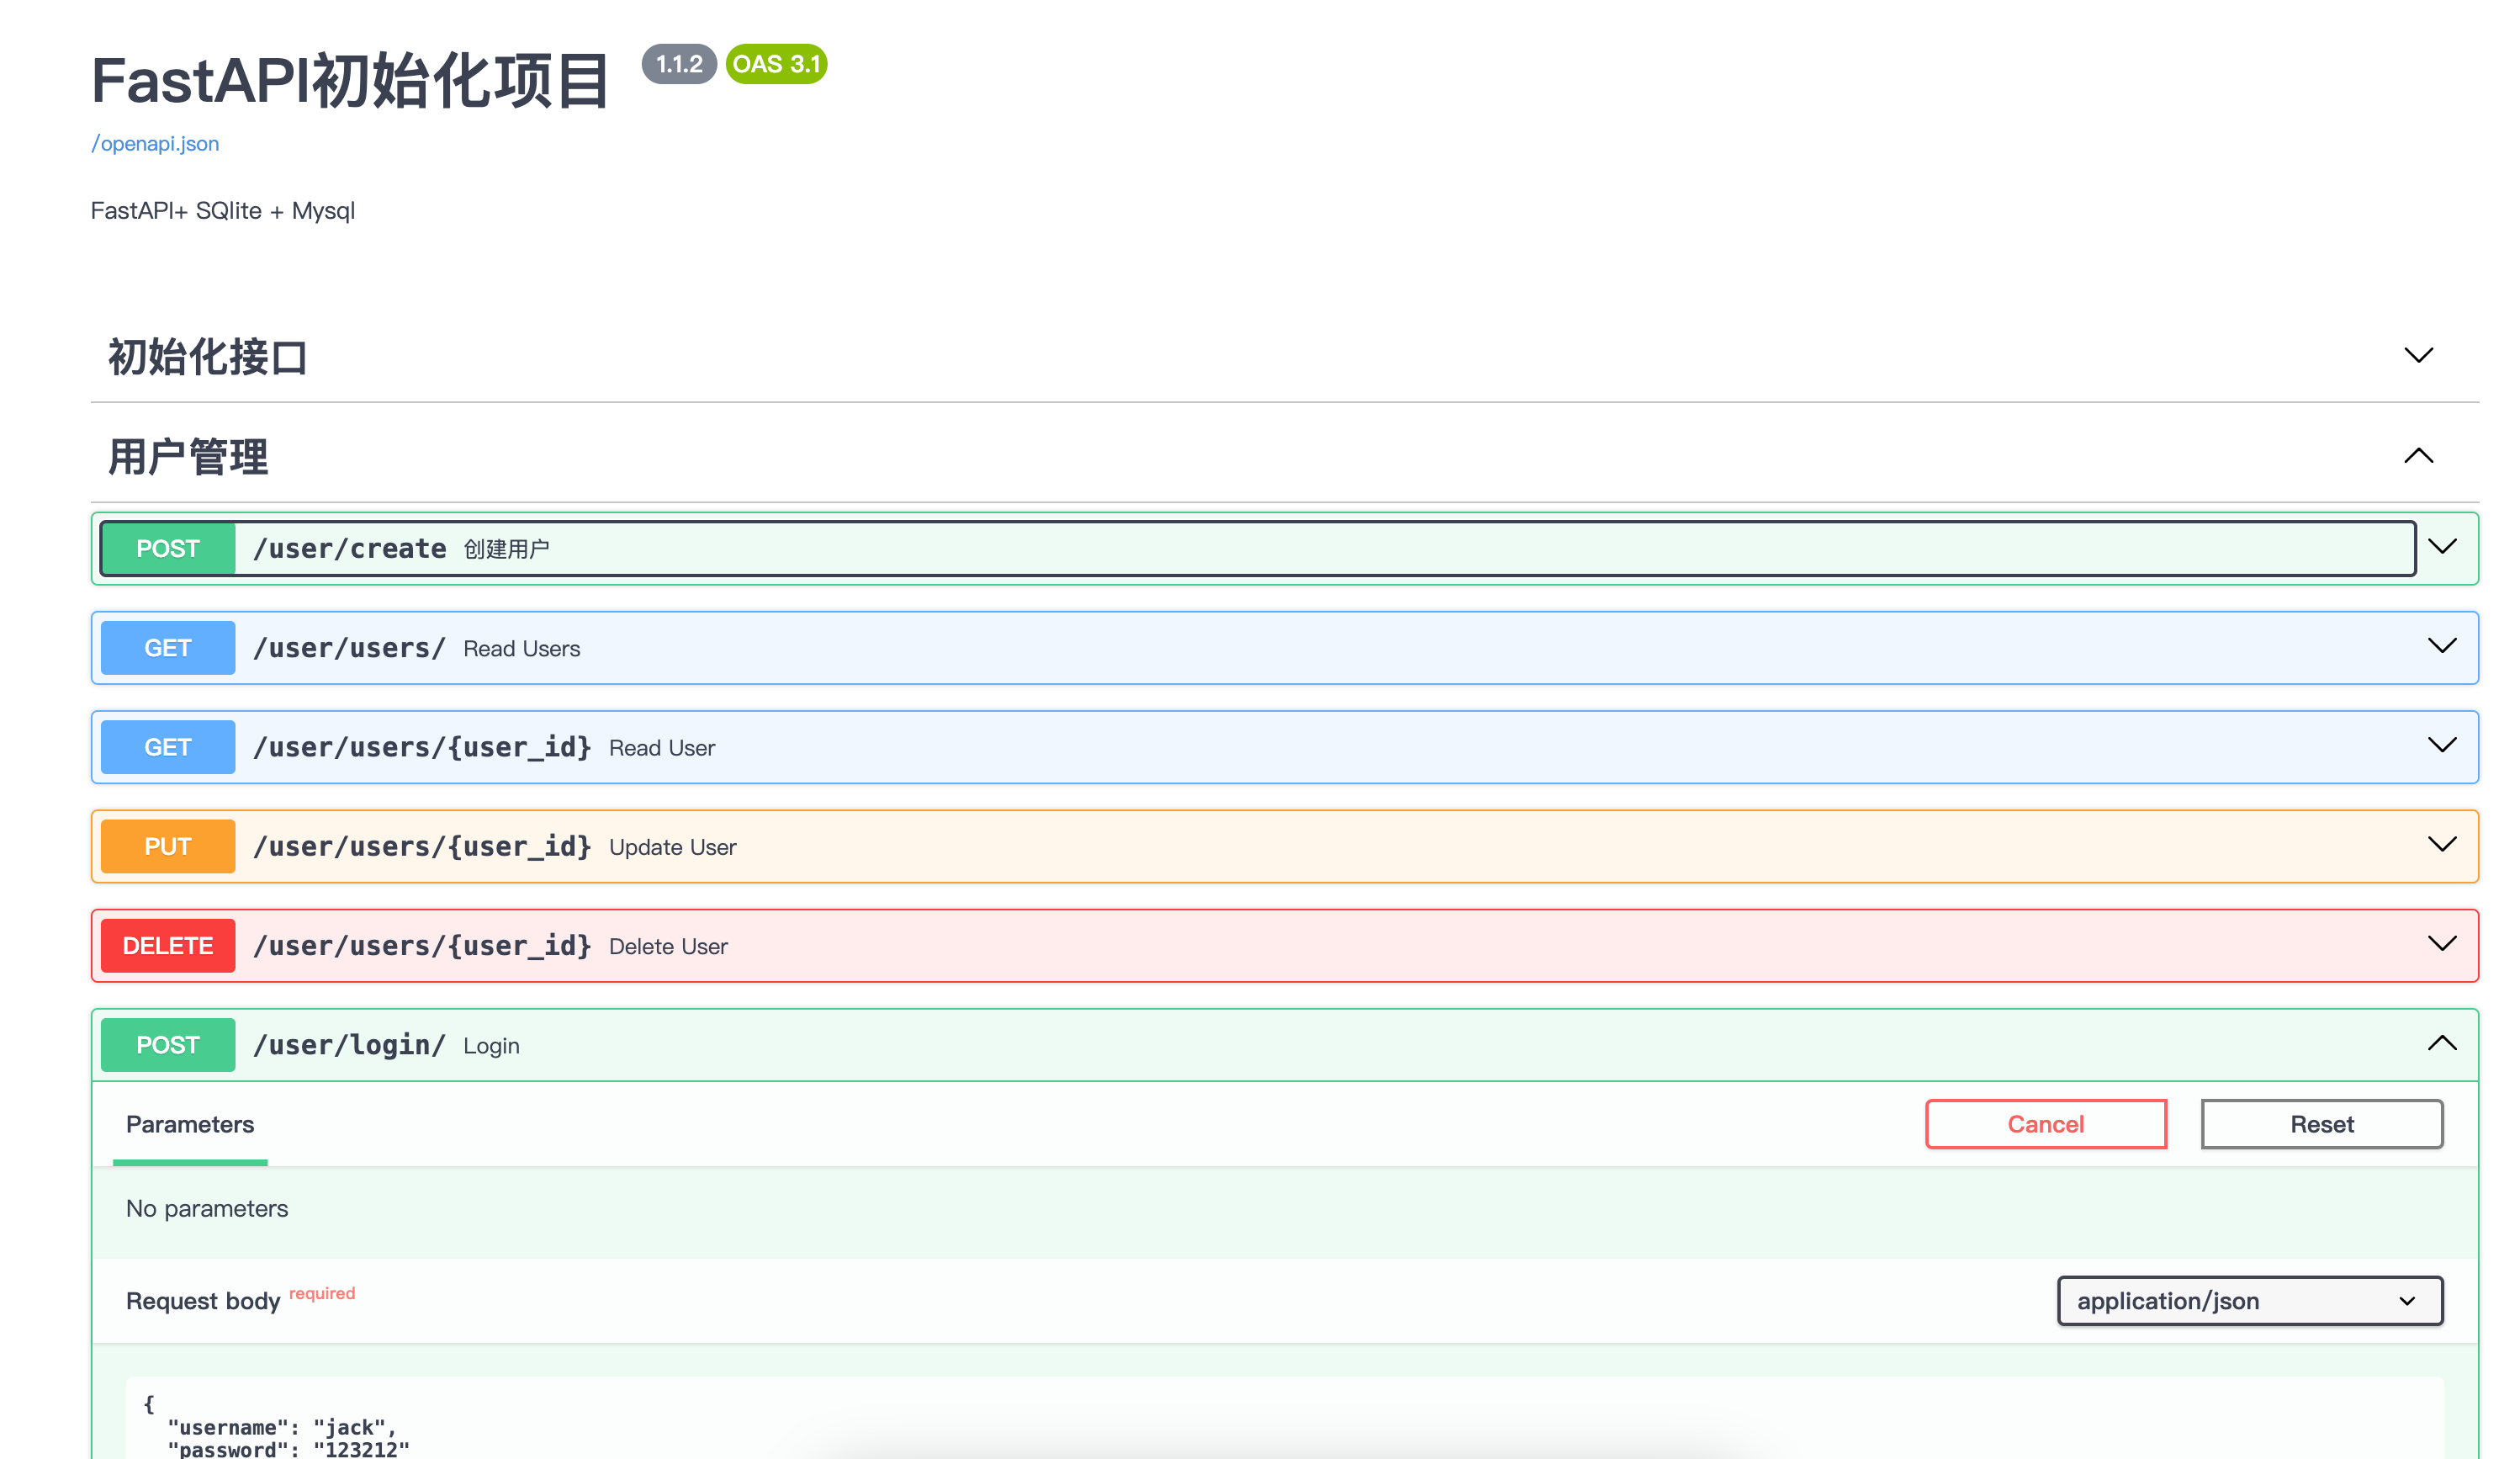 FastAPI初始化项目 1.1.2 OAS 3.1
/openapi.json
FastAPI+ SQlite + Mysql
初始化接口
用户管理
POST /user/create 创建用户
GET /user/users/ Read Users
GET /user/users/{user_id} Read User
PUT /user/users/{user_id} Update User
DELETE /user/users/{user_id} Delete User
POST /user/login/ Login
Parameters Cancel Reset
No parameters
Request body required application/json
{
"username": "jack",
"password": "123212"